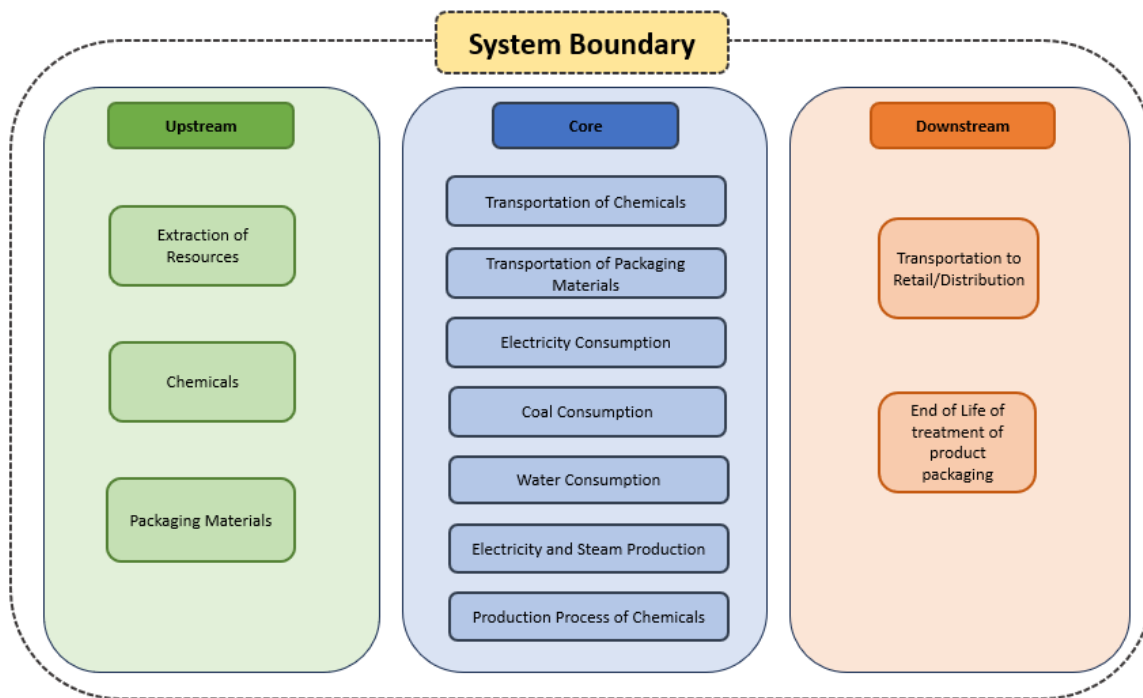 System Boundary
Upstream
Extraction of
Resources
Chemicals
Packaging Materials
Core
Transportation of Chemicals
Transportation of Packaging
Materials
Electricity Consumption
Coal Consumption
Water Consumption
Electricity and Steam Production
Production Process of Chemicals
Downstream
Transportation to
Retail/Distribution
End of Life of
treatment of
product
packaging